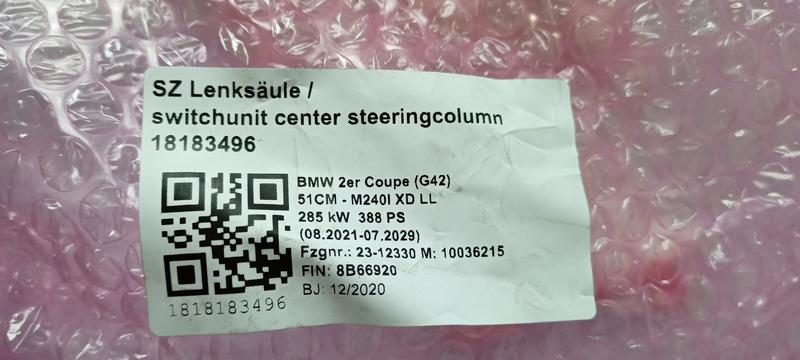 SZ Lenksäule /
switchunit center steeringcolumn
18183496
BMW 2er Coupe (G42)
51CM - M240I XD LL
285 kW 388 PS
(08.2021-07.2029)
Fzgnr.: 23-12330 M: 10036215
FIN: 8B66920
BJ: 12/2020
1818183496